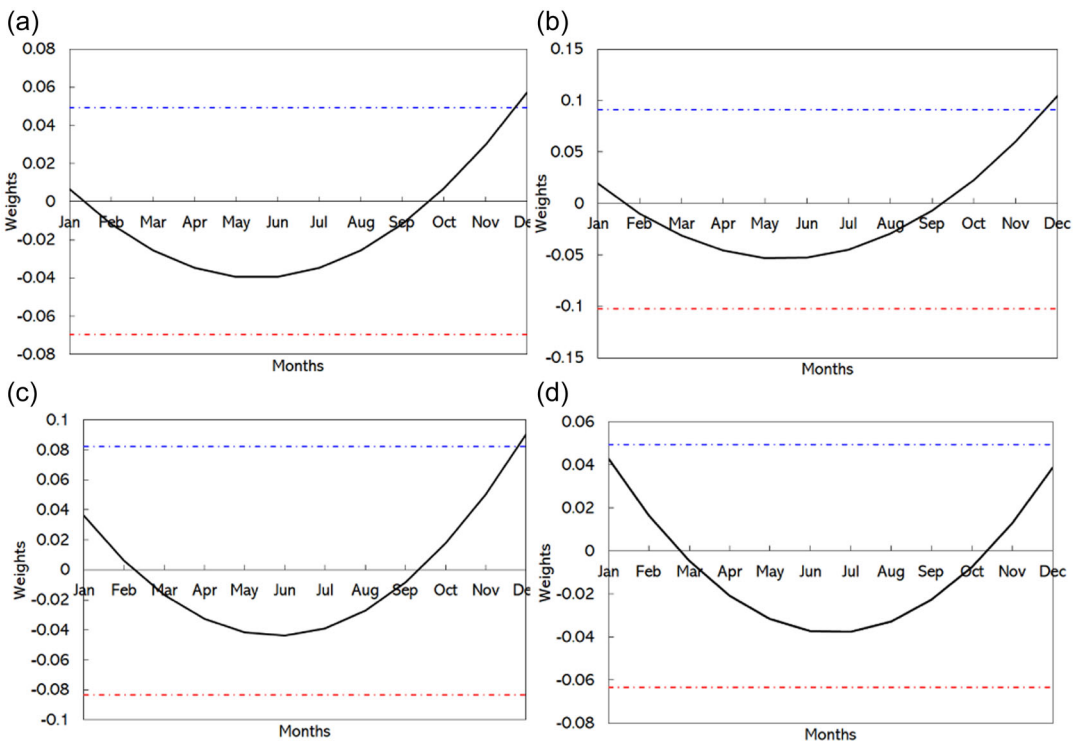 (a)
0.08
0.06
0.04
0.02
0
-0.02
-0.04
-0.06
-0.08
Weights
Jan Feb Mar Apr May Jun Jul Aug Sep Oct Nov Dec
Months
(b)
0.15
0.1
0.05
0
-0.05
-0.1
-0.15
Weights
Jan Feb Mar Apr May Jun Jul Aug Sep Oct Nov Dec
Months
(c)
0.1
0.08
0.06
0.04
0.02
0
-0.02
-0.04
-0.06
-0.08
-0.1
Weights
Jan Feb Mar Apr May Jun Jul Aug Sep Oct Nov Dec
Months
(d)
0.06
0.04
0.02
0
-0.02
-0.04
-0.06
-0.08
Weights
Jan Feb Mar Apr May Jun Jul Aug Sep Oct Nov Dec
Months